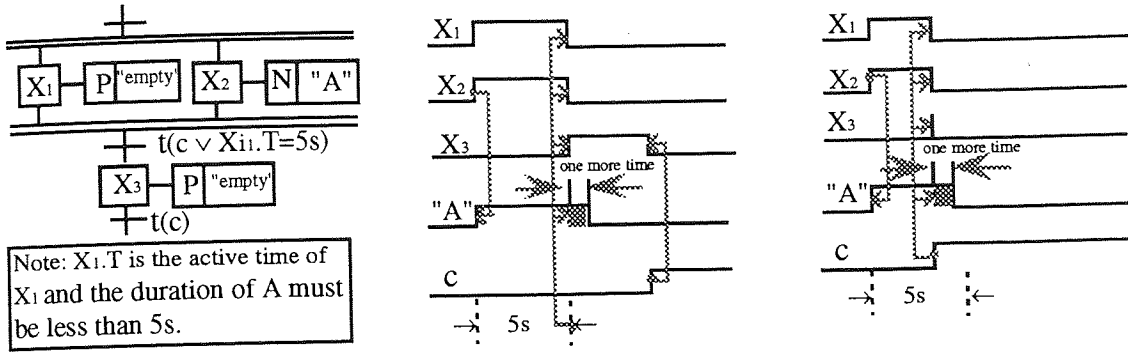 X1 P "empty" X2 N "A"
t(c ∨ Xi1.T=5s)
X3 P "empty"
t(c)
Note: X1.T is the active time of
X1 and the duration of A must
be less than 5s.
X1
X2
X3
one more time
"A"
c
5s
X1
X2
X3
one more time
"A"
c
5s